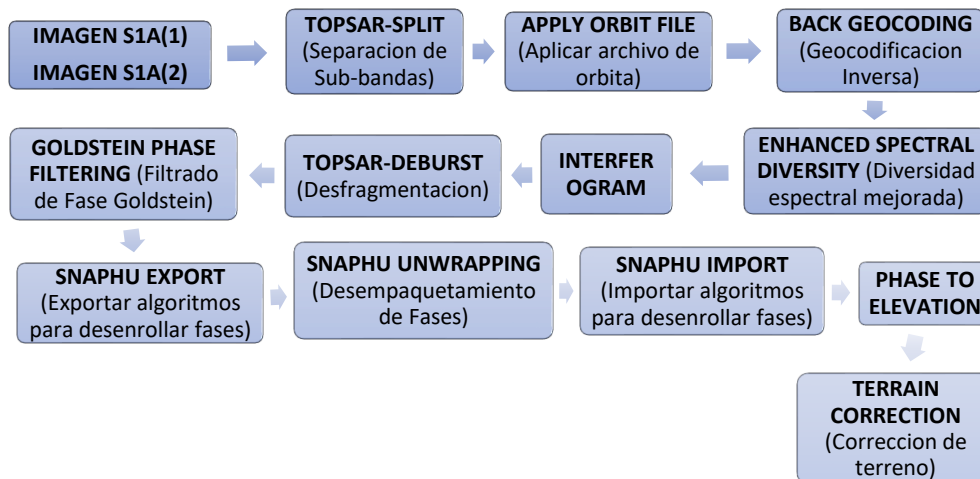 IMAGEN S1A(1)
IMAGEN S1A(2)
TOPSAR-SPLIT
(Separacion de
Sub-bandas)
APPLY ORBIT FILE
(Aplicar archivo de
orbita)
BACK GEOCODING
(Geocodificacion
Inversa)
ENHANCED SPECTRAL
DIVERSITY (Diversidad
espectral mejorada)
INTERFER
OGRAM
TOPSAR-DEBURST
(Desfragmentacion)
GOLDSTEIN PHASE
FILTERING (Filtrado
de Fase Goldstein)
SNAPHU EXPORT
(Exportar algoritmos
para desenrollar fases)
SNAPHU UNWRAPPING
(Desempaquetamiento
de Fases)
SNAPHU IMPORT
(Importar algoritmos
para desenrollar fases)
PHASE TO
ELEVATION
TERRAIN
CORRECTION
(Correccion de
terreno)